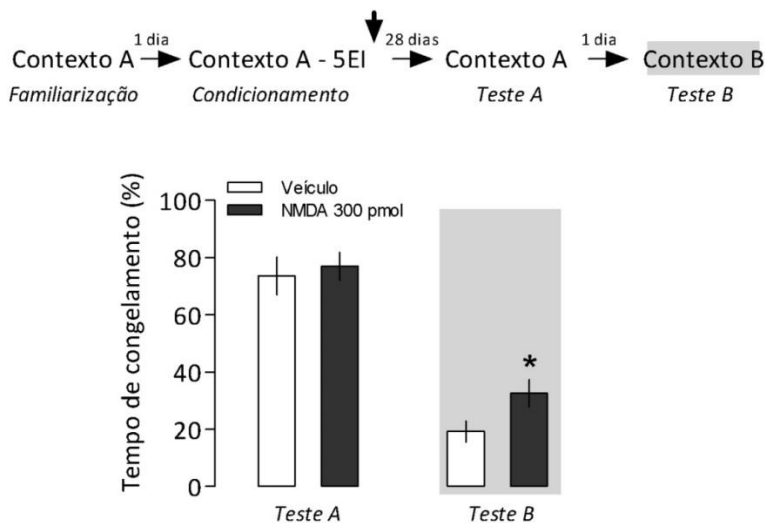 1 dia 28 dias 1 dia
Contexto A Contexto A - 5EI Contexto A Contexto B
Familiarização Condicionamento Teste A Teste B
Tempo de congelamento (%)
Veículo
NMDA 300 pmol
100
80
60
40
*
20
0
Teste A Teste B